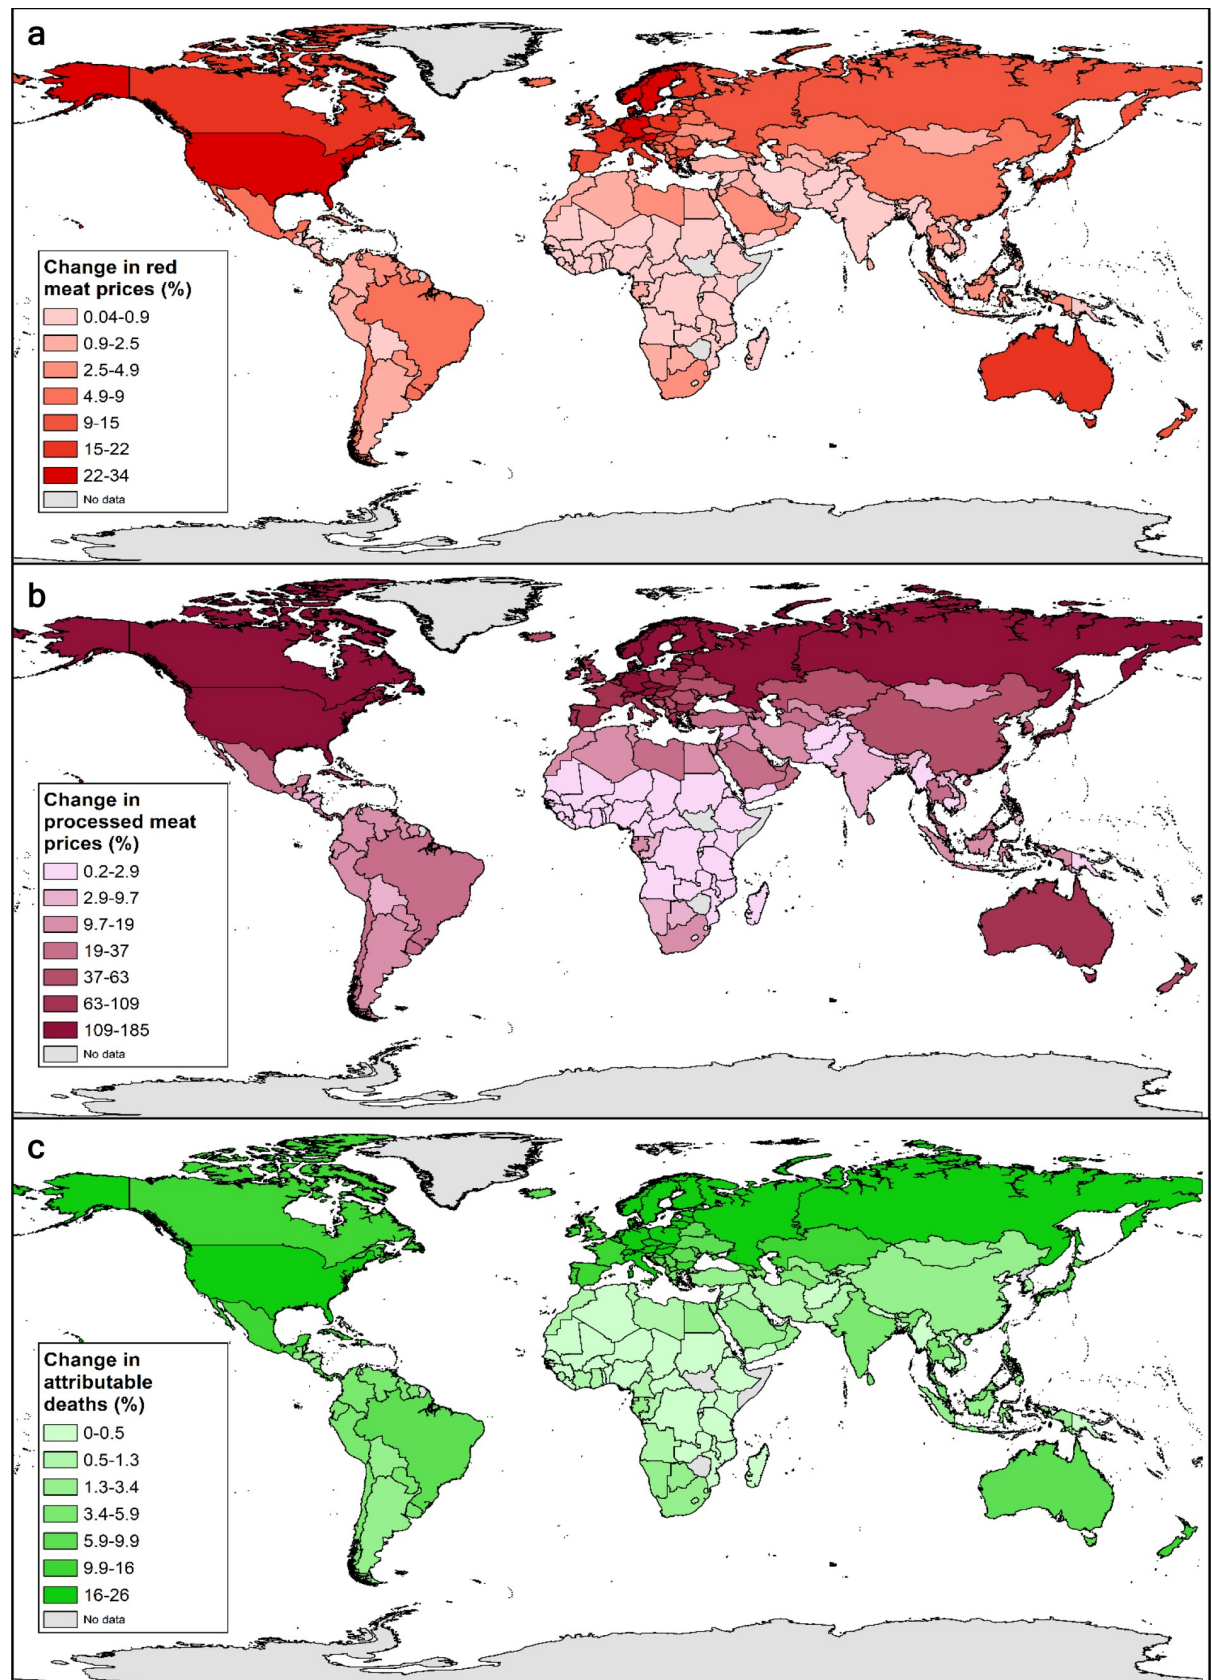 a
Change in red
meat prices (%)
0.04-0.9
0.9-2.5
2.5-4.9
4.9-9
9-15
15-22
22-34
No data
b
Change in
processed meat
prices (%)
0.2-2.9
2.9-9.7
9.7-19
19-37
37-63
63-109
109-185
No data
c
Change in
attributable
deaths (%)
0-0.5
0.5-1.3
1.3-3.4
3.4-5.9
5.9-9.9
9.9-16
16-26
No data